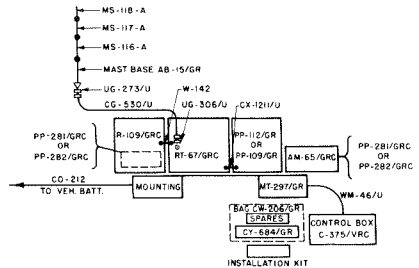 MS-118-A
MS-117-A
MS-116-A
MAST BASE AB-15/GR
UG-273/U
W-142
CG-530/U
UG-306/U
CX-1211/U
PP-281/GRC
OR
PP-282/GRC
R-109/GRC
RT-67/GRC
PP-112/GR
OR
PP-109/GR
AM-65/GRC
PP-281/GRC
OR
PP-282/GRC
CO-212
TO VEH. BATT.
MOUNTING
MT-297/GR
WM-46/U
BAG CW-206/GR
SPARES
CY-684/GR
CONTROL BOX
C-375/VRC
INSTALLATION KIT